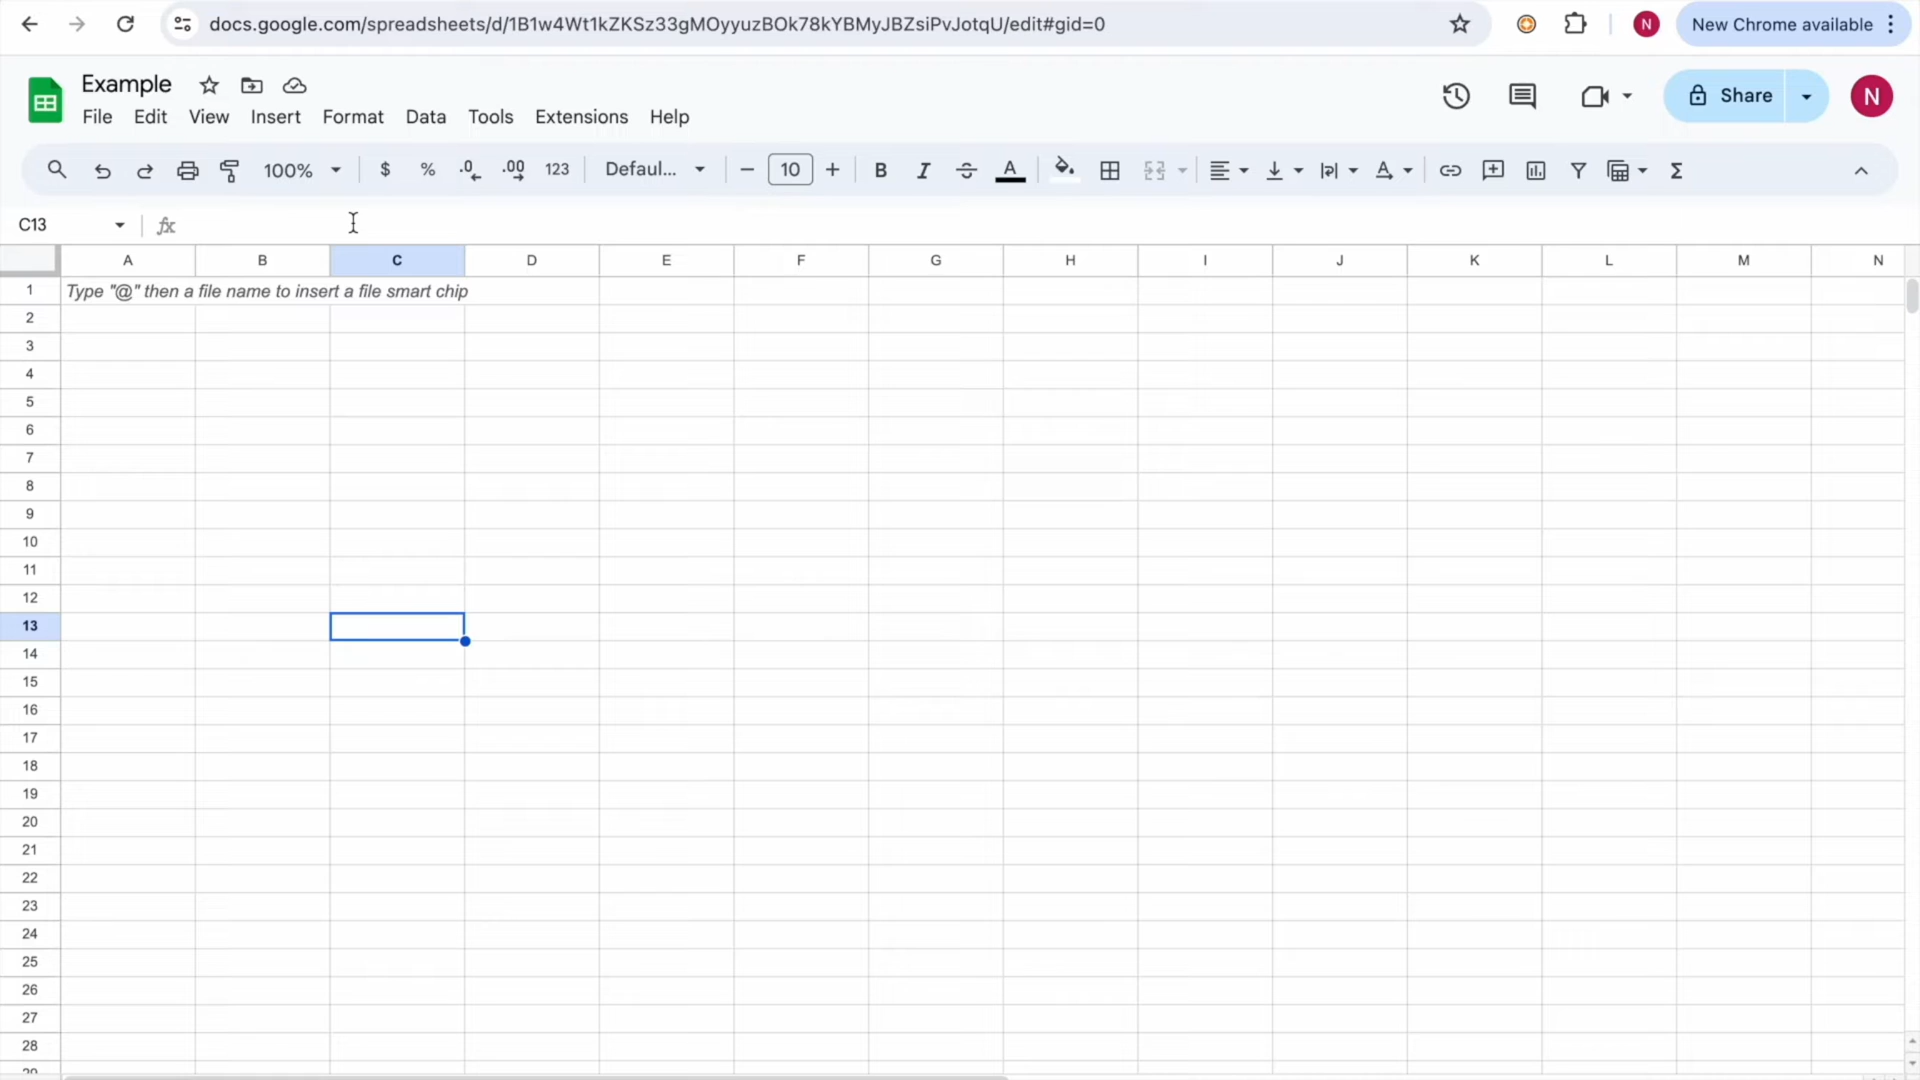 docs.google.com/spreadsheets/d/1B1w4Wt1kZKSz33gMOyyuzBOk78kYBMyJBZsiPvJotqU/edit#gid=0
N
New Chrome available
Example
File Edit View Insert Format Data Tools Extensions Help
Share
N
100% $ % .0 .00 123 Defaul... 10 B I A A Σ
C13 fx
A B C D E F G H I J K L M N
1 Type "@" then a file name to insert a file smart chip
2
3
4
5
6
7
8
9
10
11
12
13
14
15
16
17
18
19
20
21
22
23
24
25
26
27
28
29